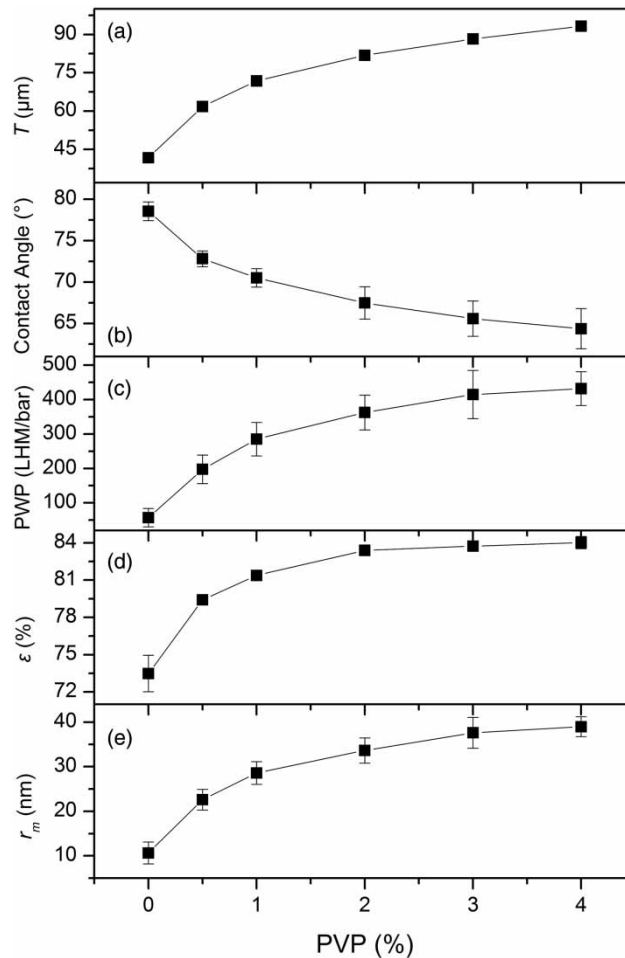 (a)
90
75
60
45
T (μm)
80
75
70
65
Contact Angle (°)
(b)
(c)
500
400
300
200
100
PWP (LHM/bar)
(d)
84
81
78
75
72
ε (%)
(e)
40
30
20
10
r_m (nm)
0 1 2 3 4
PVP (%)